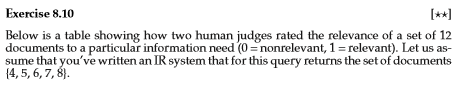 Exercise 8.10 [⋆⋆]
Below is a table showing how two human judges rated the relevance of a set of 12
documents to a particular information need (0 = nonrelevant, 1 = relevant). Let us as-
sume that you've written an IR system that for this query returns the set of documents
{4, 5, 6, 7, 8}.